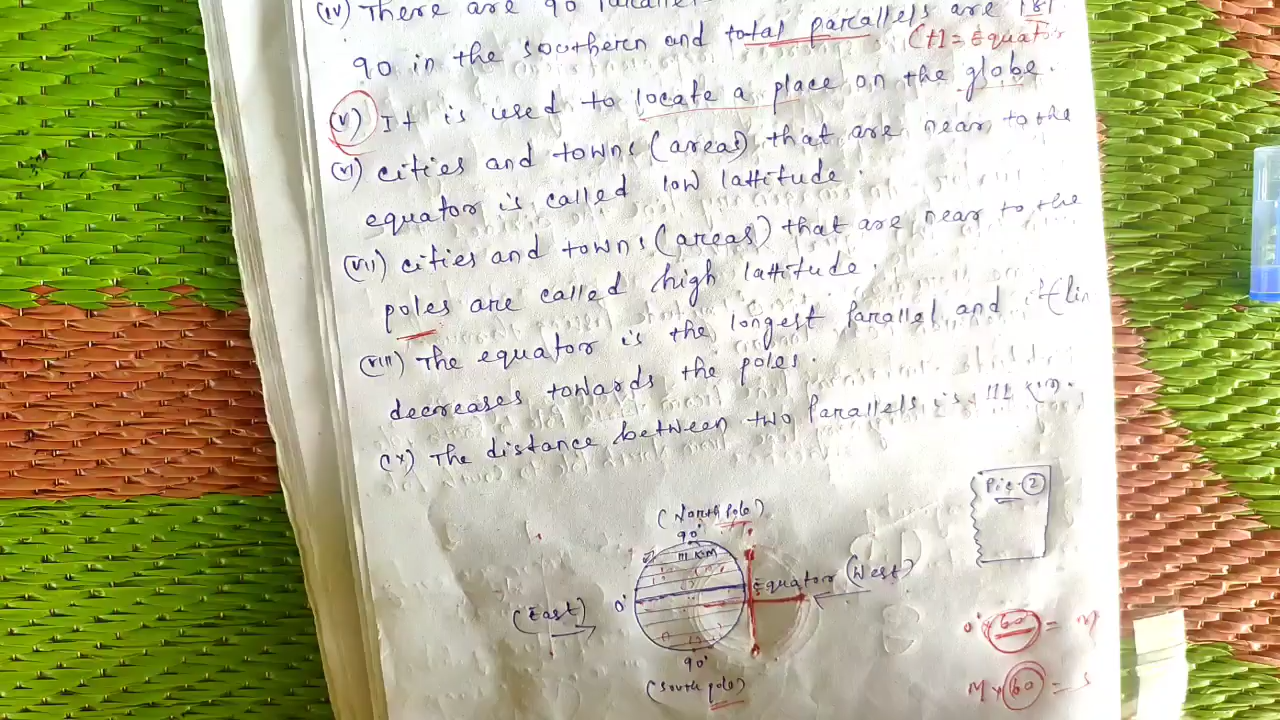 (iv) There are 90 Parallel
90 in the southern and total parallels are 181
(+1 = Equator
(v) It is used to locate a place on the globe.
(vi) cities and towns (areas) that are near to the
equator is called low lattitude.
(vii) cities and towns (areas) that are near to the
poles are called high lattitude.
(viii) The equator is the longest Parallel and it
decreases towards the poles.
(ix) The distance between two Parallels is 111 KM.
Pic-2
(North pole)
90°
111 KM
Equator (West)
0°
(East)
90°
(South pole)
0° x 60 = M
M x 60 = S